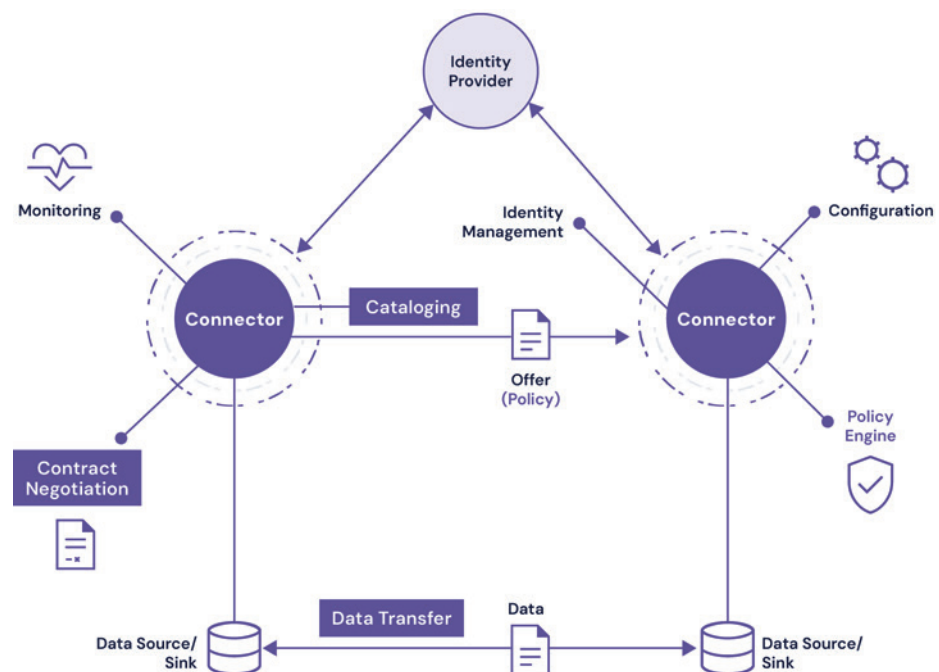 Identity
Provider
Monitoring
Identity
Management
Configuration
Connector
Cataloging
Connector
Offer
(Policy)
Policy
Engine
Contract
Negotiation
Data Source/
Sink
Data Transfer
Data
Data Source/
Sink